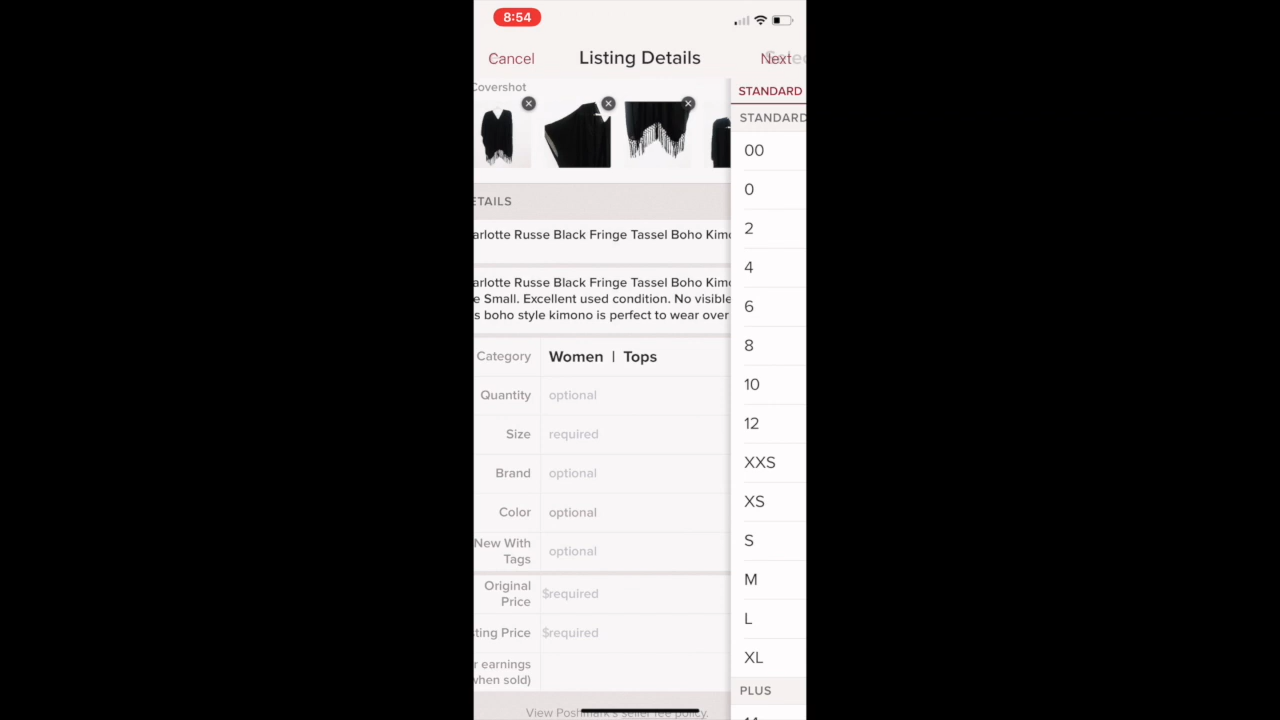 8:54
Cancel
Listing Details
Next
Covershot
ETAILS
arlotte Russe Black Fringe Tassel Boho Kimo
arlotte Russe Black Fringe Tassel Boho Kimo
e Small. Excellent used condition. No visible
s boho style kimono is perfect to wear over
Category Women | Tops
Quantity optional
Size required
Brand optional
Color optional
New With
Tags optional
Original
Price $required
sting Price $required
r earnings
when sold)
View Poshmark's seller fee policy.
STANDARD
STANDARD
00
0
2
4
6
8
10
12
XXS
XS
S
M
L
XL
PLUS